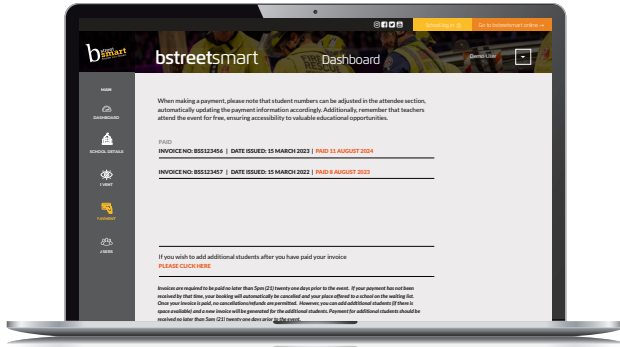 School log in
Go to bstreetsmart online →
b street smart
bstreetsmart
Dashboard
Demo User
MAIN
DASHBOARD
SCHOOL DETAILS
EVENT
PAYMENT
When making a payment, please note that student numbers can be adjusted in the attendee section,
automatically updating the payment information accordingly. Additionally, remember that teachers
attend the event for free, ensuring accessibility to valuable educational opportunities.
PAID
INVOICE NO: BSS123456 | DATE ISSUED: 15 MARCH 2023 | PAID 11 AUGUST 2024
INVOICE NO: BSS123457 | DATE ISSUED: 15 MARCH 2022 | PAID 8 AUGUST 2023
If you wish to add additional students after you have paid your invoice
PLEASE CLICK HERE
Invoices are required to be paid no later than 5pm (21) twenty one days prior to the event. If your payment has not been
received by that time, your booking will automatically be cancelled and your place offered to a school on the waiting list.
Once your invoice is paid, no cancellations/refunds are permitted. However, you can add additional students (if there is
space available) and a new invoice will be generated for the additional students. Payment for additional students should be
received no later than 5am (21) twenty one days prior to the event.